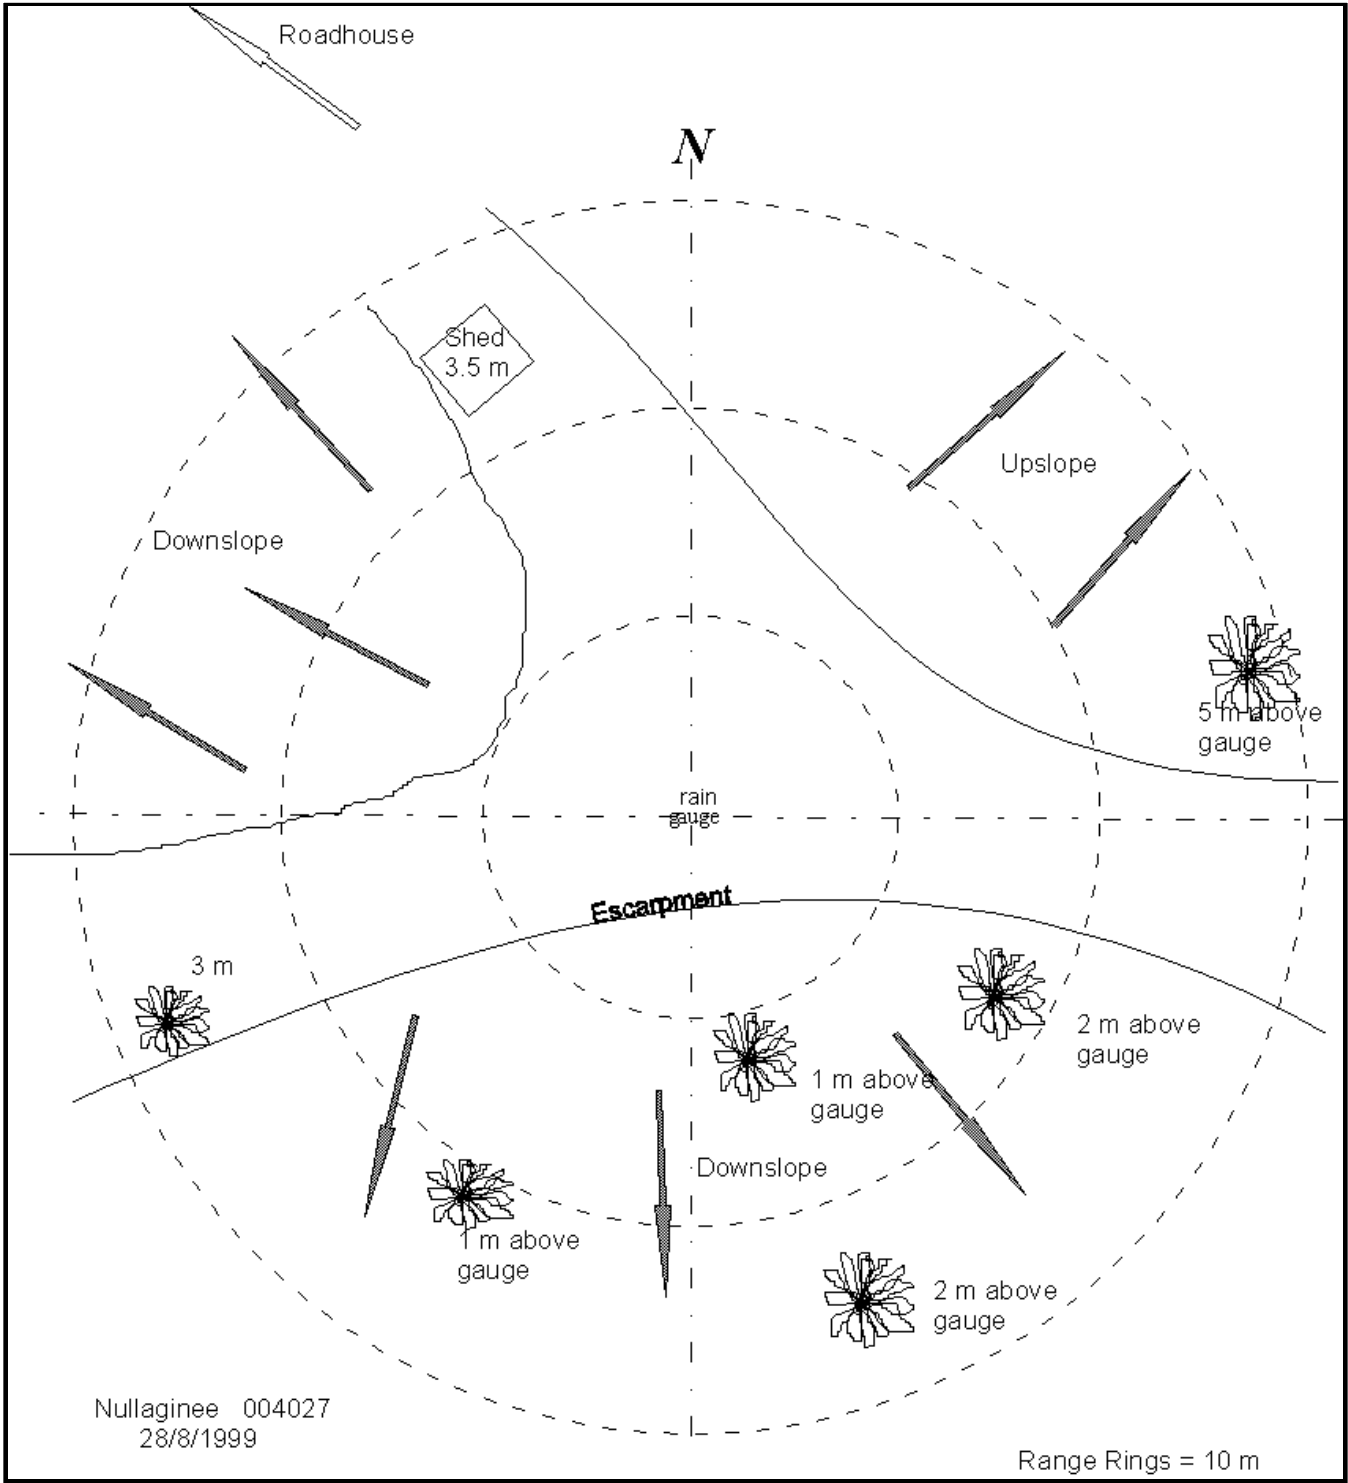 Roadhouse
N
Shed
3.5 m
Upslope
Downslope
5 m above
gauge
rain
gauge
Escarpment
3 m
2 m above
gauge
1 m above
gauge
Downslope
1 m above
gauge
2 m above
gauge
Nullaginee 004027
28/8/1999
Range Rings = 10 m